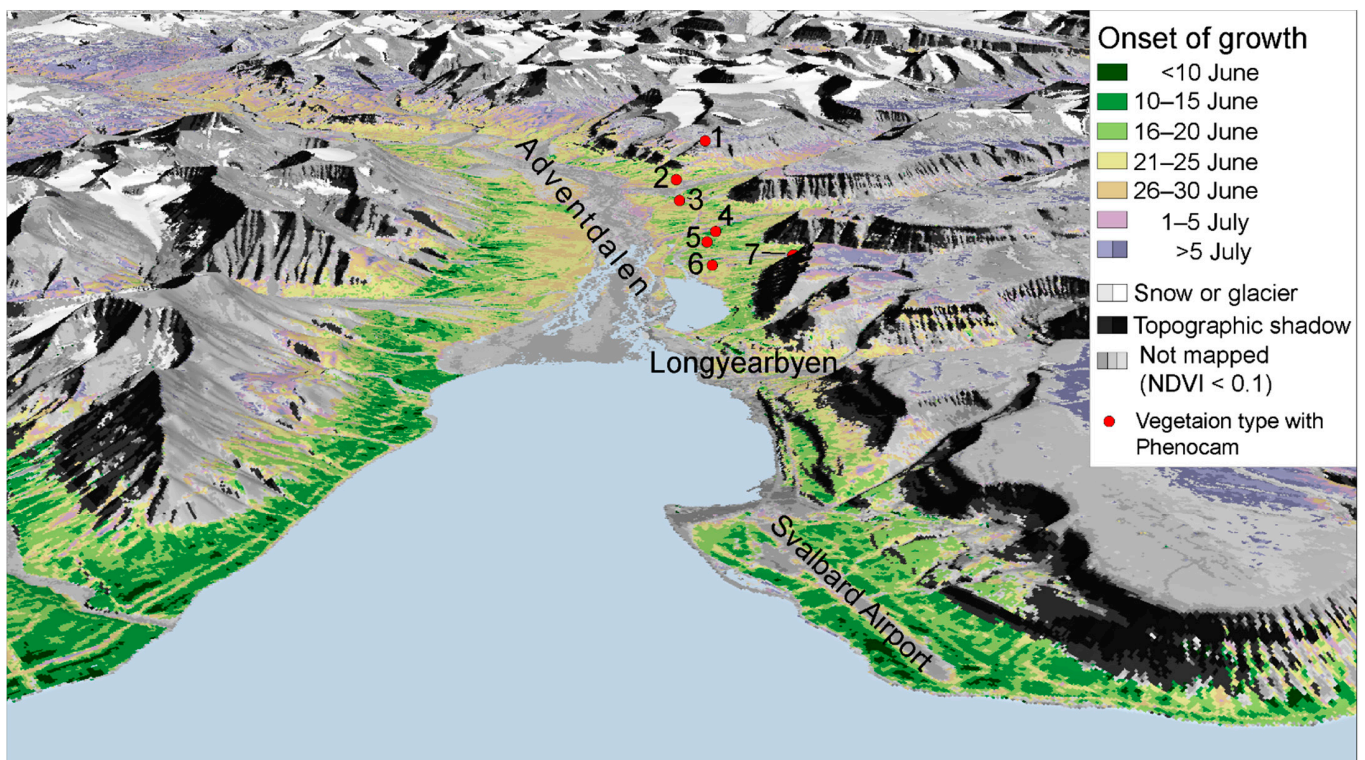 Onset of growth
<10 June
10–15 June
16–20 June
21–25 June
26–30 June
1–5 July
>5 July
Snow or glacier
Topographic shadow
Not mapped
(NDVI < 0.1)
Vegetaion type with
Phenocam
1
2
3
4
5
6
7
Adventdalen
Longyearbyen
Svalbard Airport